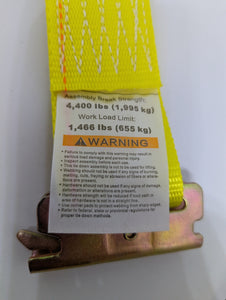 Assembly Break Strength:
4,400 lbs (1,995 kg)
Work Load Limit:
1,466 lbs (655 kg)
WARNING
• Failure to comply with this warning may result in
serious load damage and personal injury
• Inspect assembly before each use.
• This tie down assembly is not to be used for lifting.
• Webbing should not be used if any signs of burning,
melting, cuts, fraying or abrasion of fibers or abra-
sions are present.
• Hardware should not be used if any signs of damage,
deformation or alterations are present.
• Hardware strengths will be reduced if load path or
area of hardware is not in a straight line.
• Use corner pads to protect webbing from sharp edges.
• Refer to federal, state or provincial regulations for
proper tie down methods.